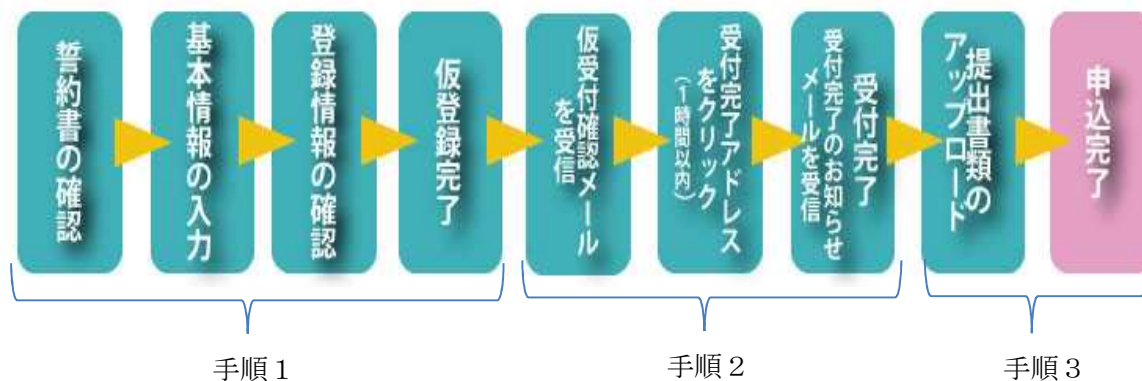 誓約書の確認
基本情報の入力
登録情報の確認
仮登録完了
仮受付確認メール
を受信
受付完了アドレス
をクリック
(1時間以内)
受付完了
受付完了のお知らせ
メールを受信
提出書類の
アップロード
申込完了
手順1
手順2
手順3